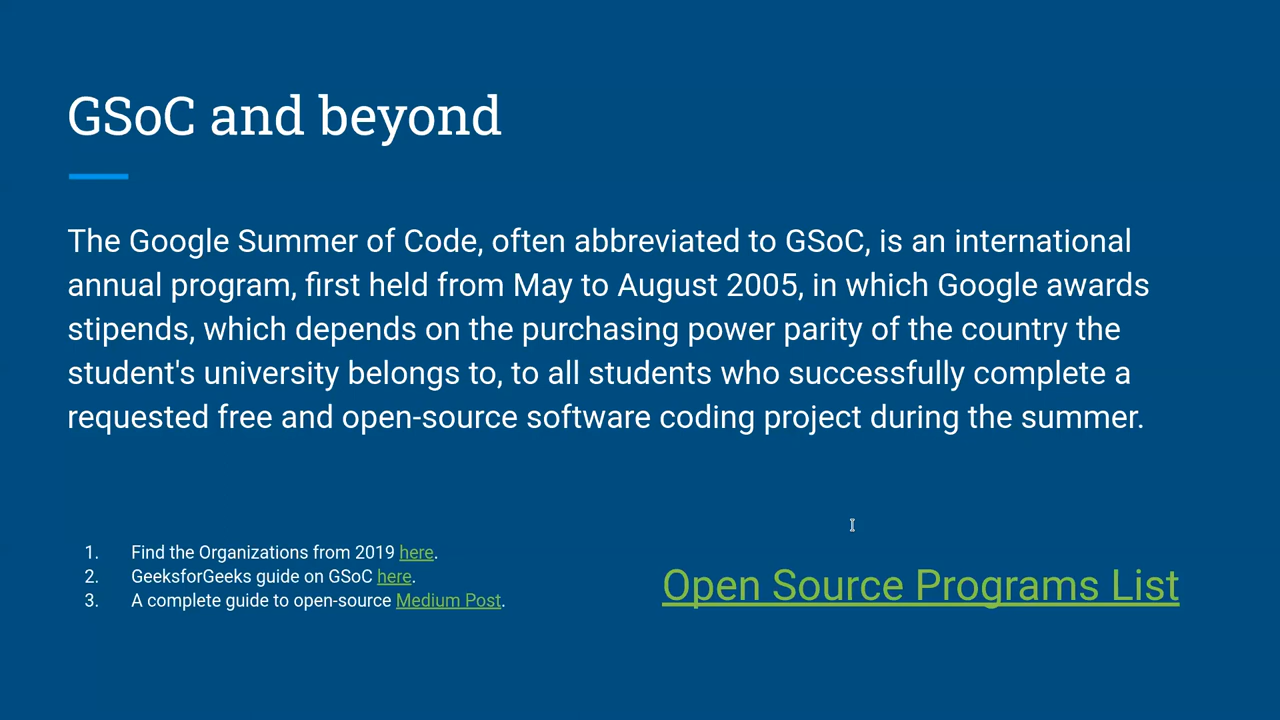 GSoC and beyond
The Google Summer of Code, often abbreviated to GSoC, is an international
annual program, first held from May to August 2005, in which Google awards
stipends, which depends on the purchasing power parity of the country the
student's university belongs to, to all students who successfully complete a
requested free and open-source software coding project during the summer.
1. Find the Organizations from 2019 here.
2. GeeksforGeeks guide on GSoC here.
3. A complete guide to open-source Medium Post.
Open Source Programs List